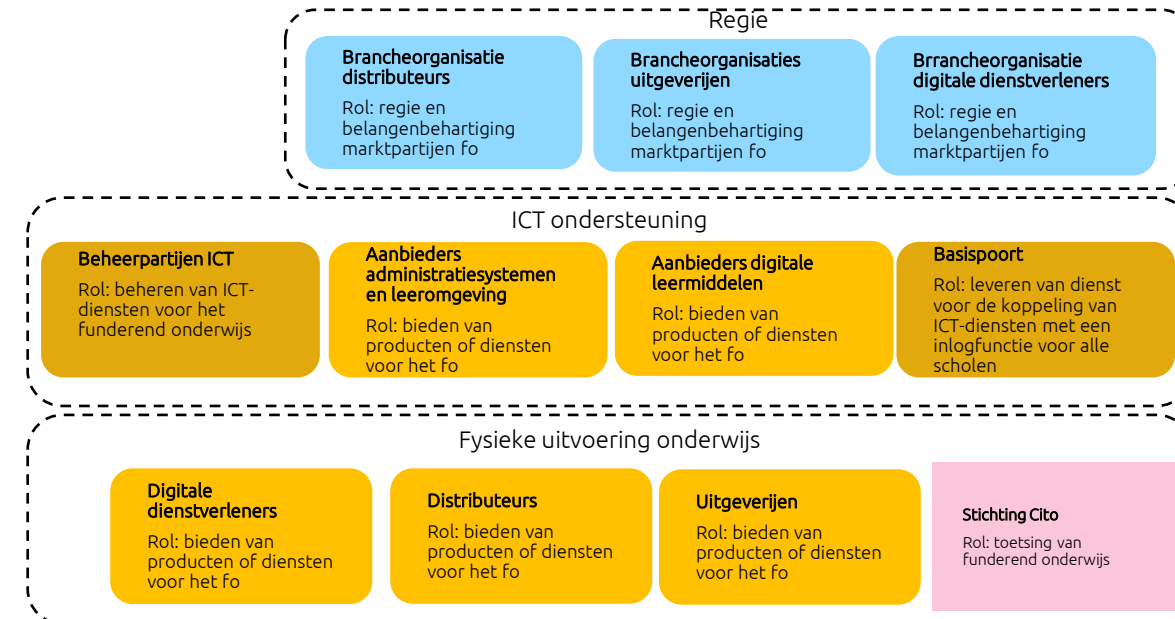 Regie
Brancheorganisatie
distributeurs
Rol: regie en
belangenbehartiging
marktpartijen fo
Brancheorganisaties
uitgeverijen
Rol: regie en
belangenbehartiging
marktpartijen fo
Brrancheorganisatie
digitale dienstverleners
Rol: regie en
belangenbehartiging
marktpartijen fo
ICT ondersteuning
Beheerpartijen ICT
Rol: beheren van ICT-
diensten voor het
funderend onderwijs
Aanbieders
administratiesystemen
en leeromgeving
Rol: bieden van
producten of diensten
voor het fo
Aanbieders digitale
leermiddelen
Rol: bieden van
producten of diensten
voor het fo
Basispoort
Rol: leveren van dienst
voor de koppeling van
ICT-diensten met een
inlogfunctie voor alle
scholen
Fysieke uitvoering onderwijs
Digitale
dienstverleners
Rol: bieden van
producten of diensten
voor het fo
Distributeurs
Rol: bieden van
producten of diensten
voor het fo
Uitgeverijen
Rol: bieden van
producten of diensten
voor het fo
Stichting Cito
Rol: toetsing van
funderend onderwijs